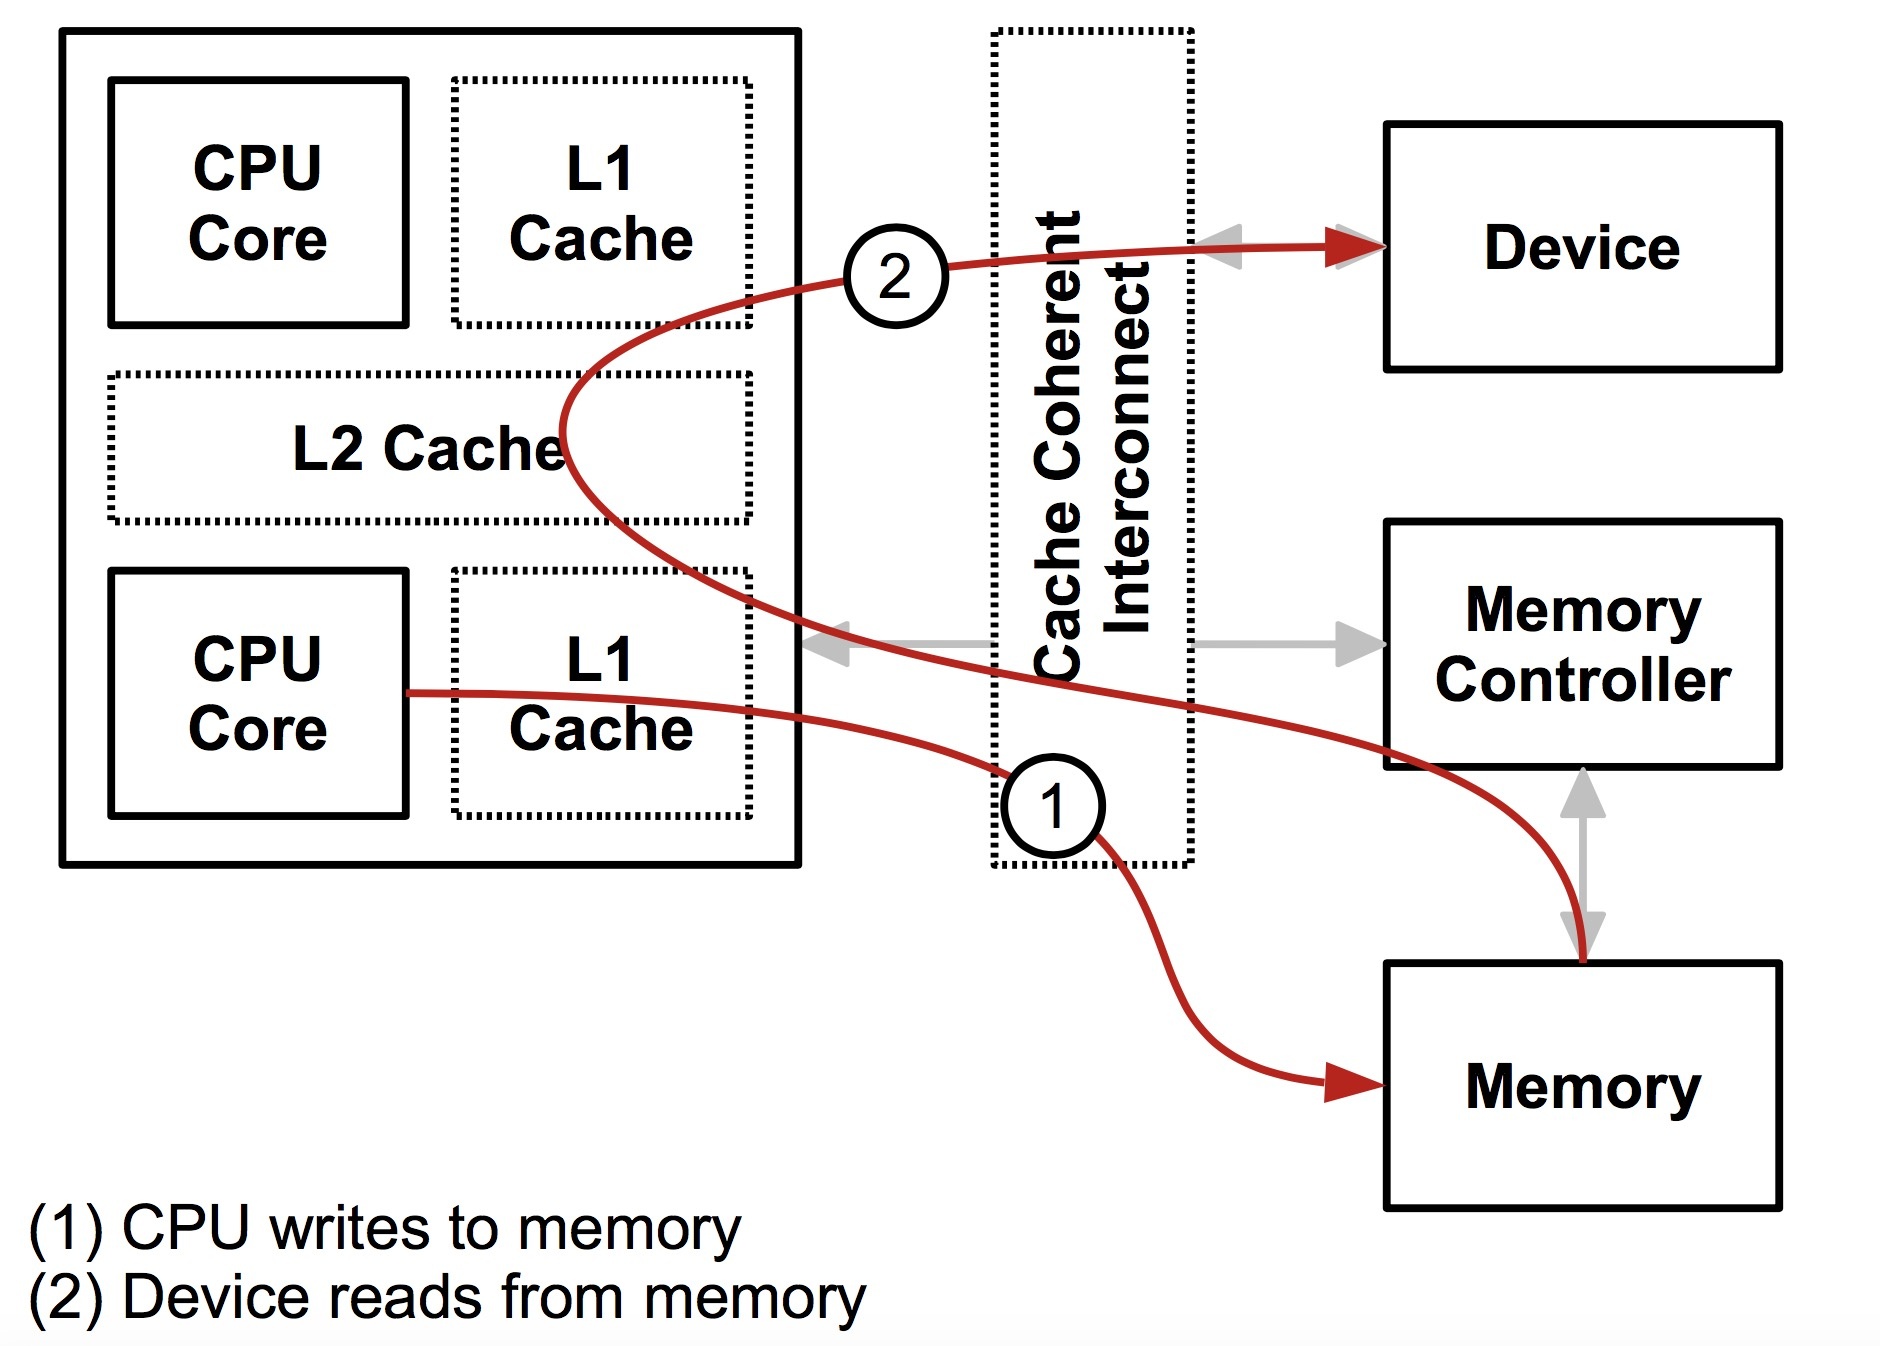 CPU
Core
L1
Cache
L2 Cache
CPU
Core
L1
Cache
2
1
Cache Coherent
Interconnect
Device
Memory
Controller
Memory
(1) CPU writes to memory
(2) Device reads from memory